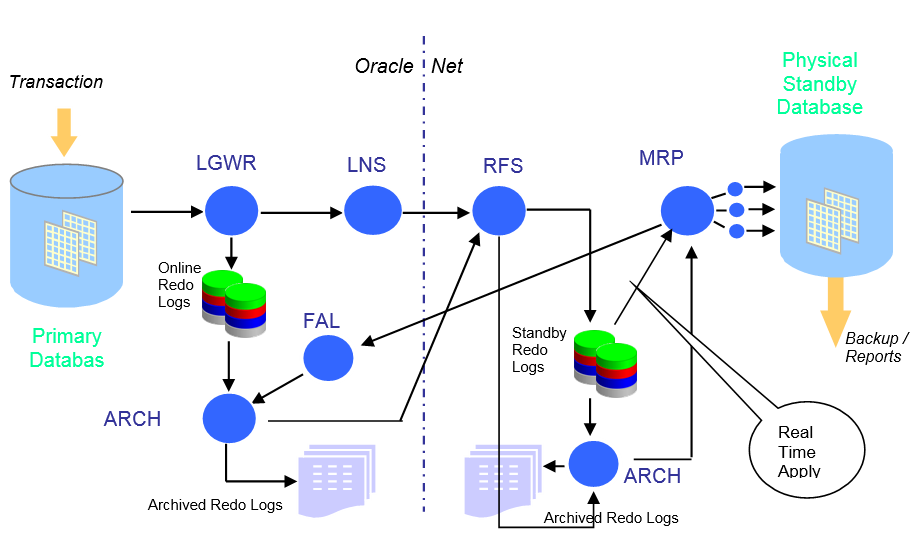 Oracle Net
Transaction
Physical
Standby
Database
LGWR
LNS
RFS
MRP
Online
Redo
Logs
FAL
Standby
Redo
Logs
Primary
Databas
Backup /
Reports
ARCH
Real
Time
Apply
ARCH
Archived Redo Logs
Archived Redo Logs